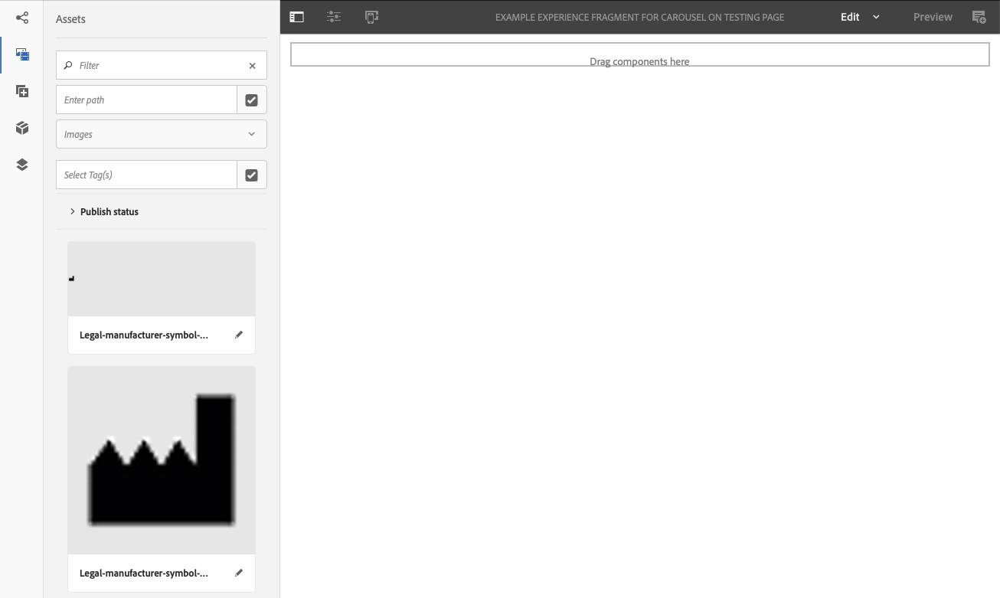 Assets
EXAMPLE EXPERIENCE FRAGMENT FOR CAROUSEL ON TESTING PAGE
Edit
Preview
Filter
Drag components here
Enter path
Images
Select Tag(s)
Publish status
Legal-manufacturer-symbol-...
Legal-manufacturer-symbol-...